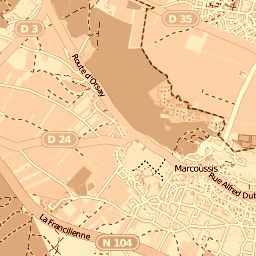 D 35
D 3
Route d'Orsay
D 24
Marcoussis
Rue Alfred Dub
La Francilienne
N 104